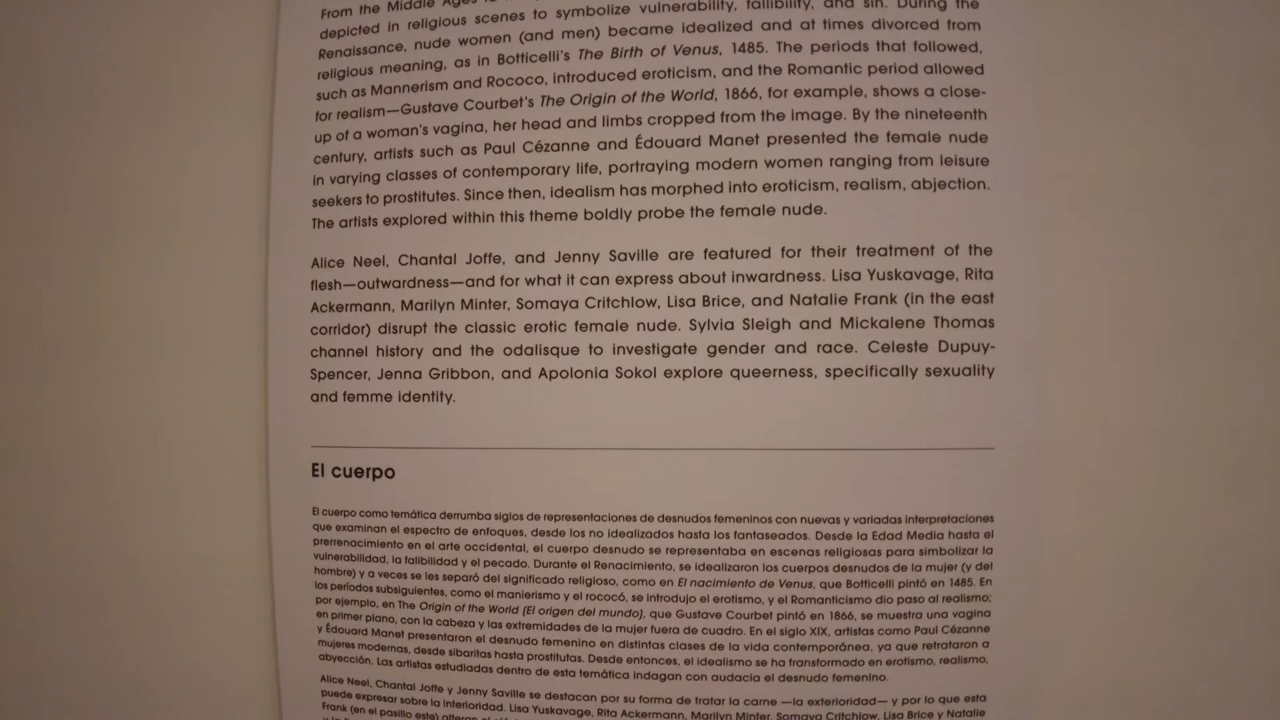 From the Middle Ages
depicted in religious scenes to symbolize vulnerability, fallibility, and sin. During the
Renaissance, nude women (and men) became idealized and at times divorced from
religious meaning, as in Botticelli's The Birth of Venus, 1485. The periods that followed,
such as Mannerism and Rococo, introduced eroticism, and the Romantic period allowed
for realism—Gustave Courbet's The Origin of the World, 1866, for example, shows a close-
up of a woman's vagina, her head and limbs cropped from the image. By the nineteenth
century, artists such as Paul Cézanne and Édouard Manet presented the female nude
in varying classes of contemporary life, portraying modern women ranging from leisure
seekers to prostitutes. Since then, idealism has morphed into eroticism, realism, abjection.
The artists explored within this theme boldly probe the female nude.
Alice Neel, Chantal Joffe, and Jenny Saville are featured for their treatment of the
flesh—outwardness—and for what it can express about inwardness. Lisa Yuskavage, Rita
Ackermann, Marilyn Minter, Somaya Critchlow, Lisa Brice, and Natalie Frank (in the east
corridor) disrupt the classic erotic female nude. Sylvia Sleigh and Mickalene Thomas
channel history and the odalisque to investigate gender and race. Celeste Dupuy-
Spencer, Jenna Gribbon, and Apolonia Sokol explore queerness, specifically sexuality
and femme identity.
El cuerpo
El cuerpo como temática derrumba siglos de representaciones de desnudos femeninos con nuevas y variadas interpretaciones
que examinan el espectro de enfoques, desde los no idealizados hasta los fantaseados. Desde la Edad Media hasta el
prerrenacimiento en el arte occidental, el cuerpo desnudo se representaba en escenas religiosas para simbolizar la
vulnerabilidad, la falibilidad y el pecado. Durante el Renacimiento, se idealizaron los cuerpos desnudos de la mujer (y del
hombre) y a veces se les separó del significado religioso, como en El nacimiento de Venus, que Botticelli pintó en 1485. En
los períodos subsiguientes, como el manierismo y el rococó, se introdujo el erotismo, y el Romanticismo dio paso al realismo;
por ejemplo, en The Origin of the World (El origen del mundo), que Gustave Courbet pintó en 1866, se muestra una vagina
en primer plano, con la cabeza y las extremidades de la mujer fuera de cuadro. En el siglo XIX, artistas como Paul Cézanne
y Édouard Manet presentaron el desnudo femenino en distintas clases de la vida contemporánea, ya que retrataron a
mujeres modernas, desde sibaritas hasta prostitutas. Desde entonces, el idealismo se ha transformado en erotismo, realismo,
abyección. Las artistas estudiadas dentro de esta temática indagan con audacia el desnudo femenino.
Alice Neel, Chantal Joffe y Jenny Saville se destacan por su forma de tratar la carne —la exterioridad— y por lo que esta
puede expresar sobre la interioridad. Lisa Yuskavage, Rita Ackermann, Marilyn Minter, Somaya Critchlow, Lisa Brice y Natalie
Frank (en el pasillo este)